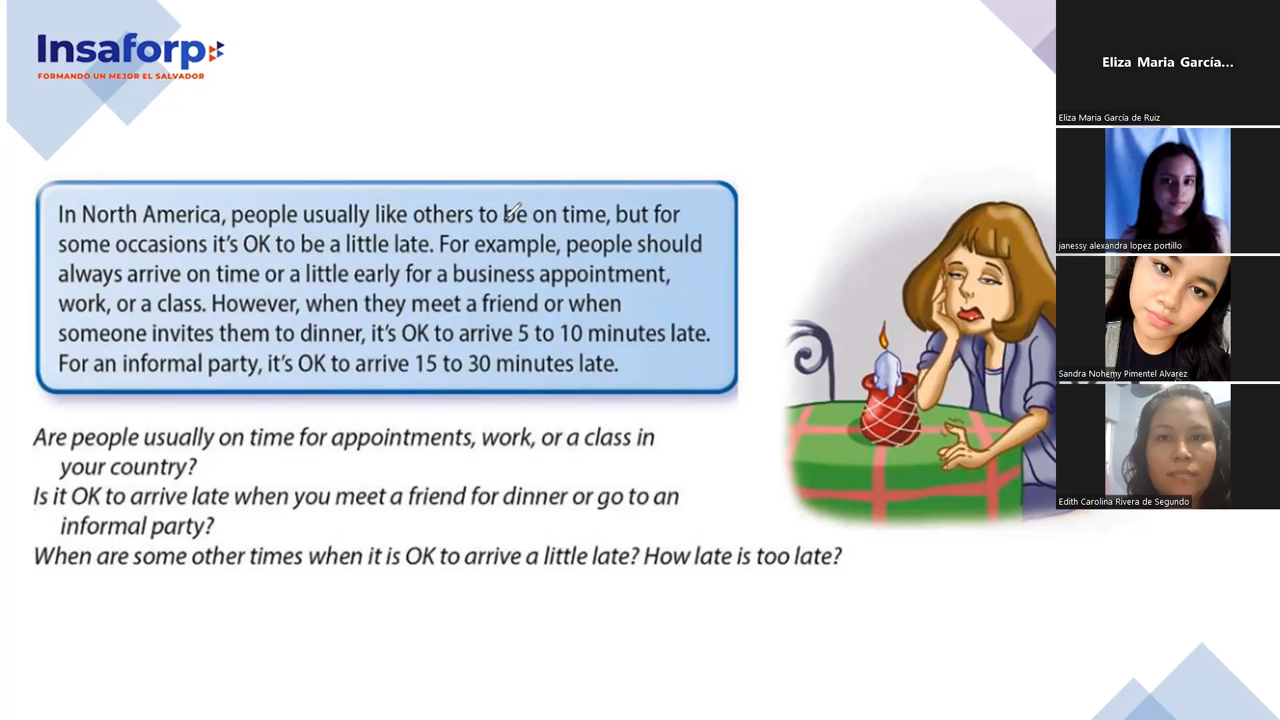 Insaforp
FORMANDO UN MEJOR EL SALVADOR
In North America, people usually like others to be on time, but for
some occasions it's OK to be a little late. For example, people should
always arrive on time or a little early for a business appointment,
work, or a class. However, when they meet a friend or when
someone invites them to dinner, it's OK to arrive 5 to 10 minutes late.
For an informal party, it's OK to arrive 15 to 30 minutes late.
Are people usually on time for appointments, work, or a class in
your country?
Is it OK to arrive late when you meet a friend for dinner or go to an
informal party?
When are some other times when it is OK to arrive a little late? How late is too late?
Eliza Maria García...
Eliza Maria García de Ruiz
janessy alexandra lopez portillo
Sandra Nohemy Pimentel Alvarez
Edith Carolina Rivera de Segundo